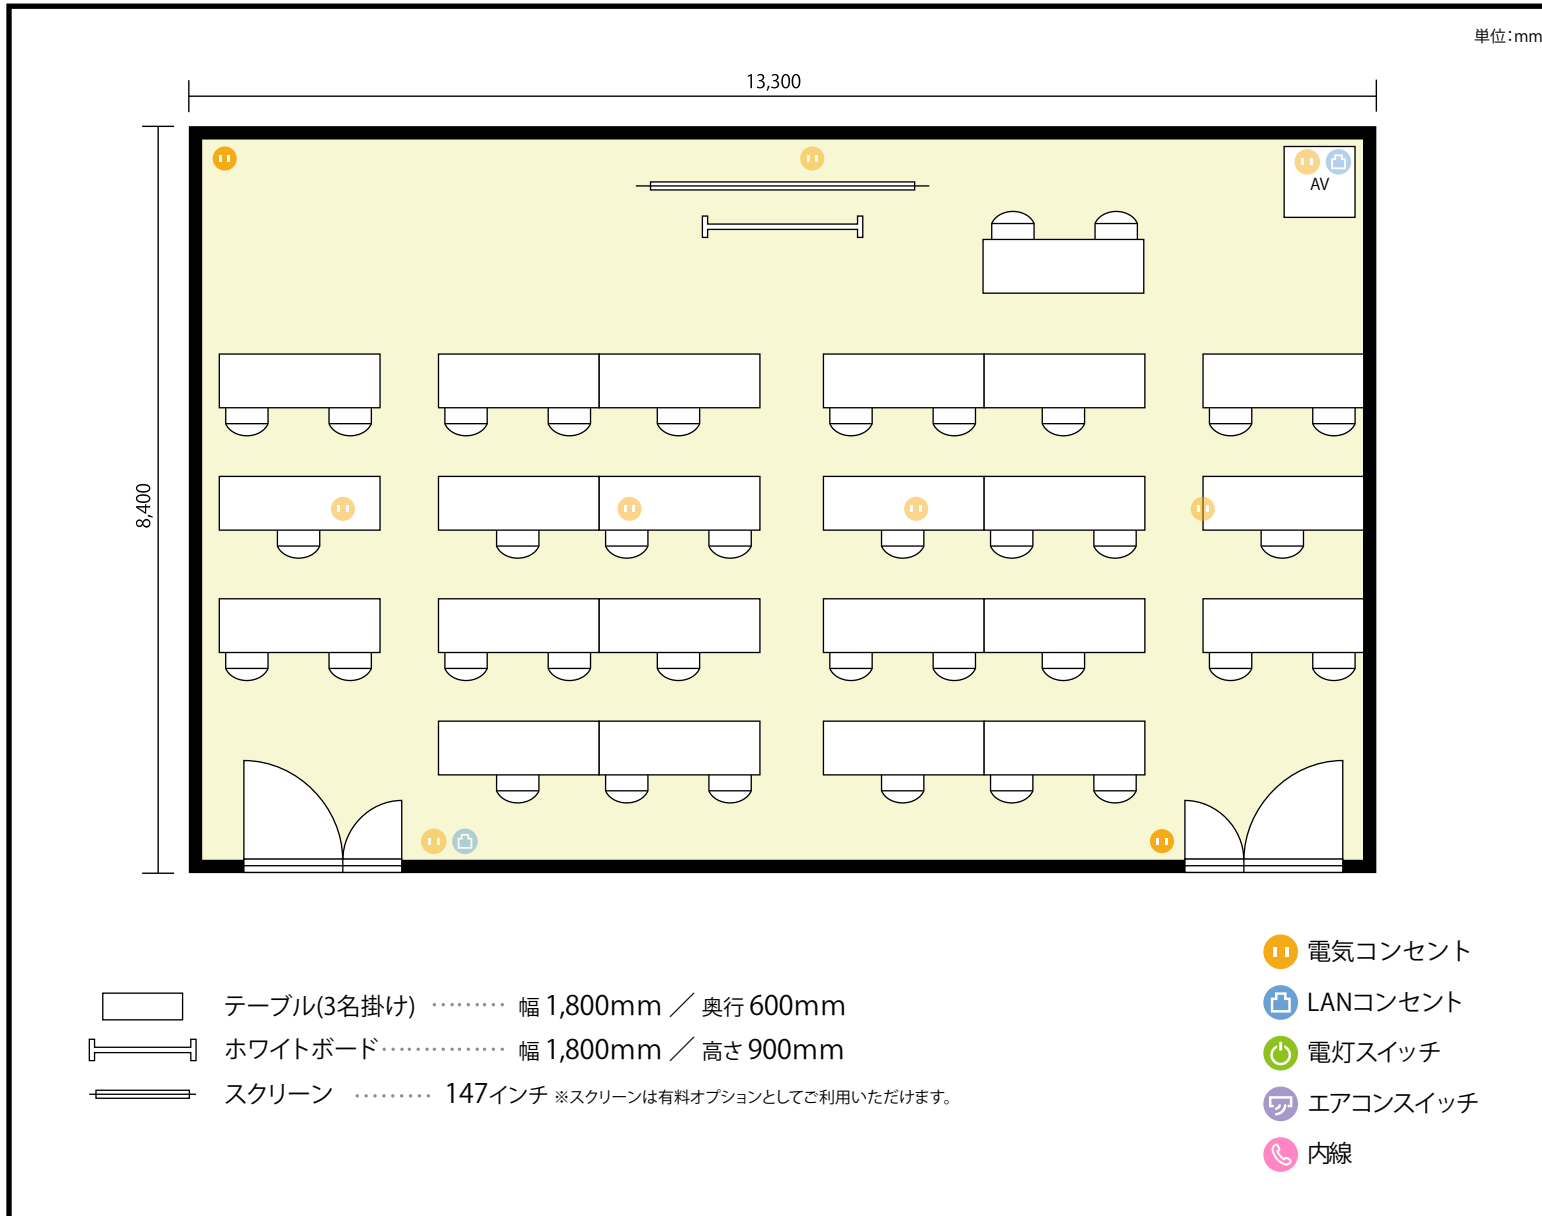 単位：mm
13,300
AV
8,400
電気コンセント
テーブル(3名掛け) ········· 幅 1,800mm ／ 奥行 600mm
LANコンセント
ホワイトボード ··············· 幅 1,800mm ／ 高さ 900mm
電灯スイッチ
スクリーン ········· 147インチ ※スクリーンは有料オプションとしてご利用いただけます。
エアコンスイッチ
内線